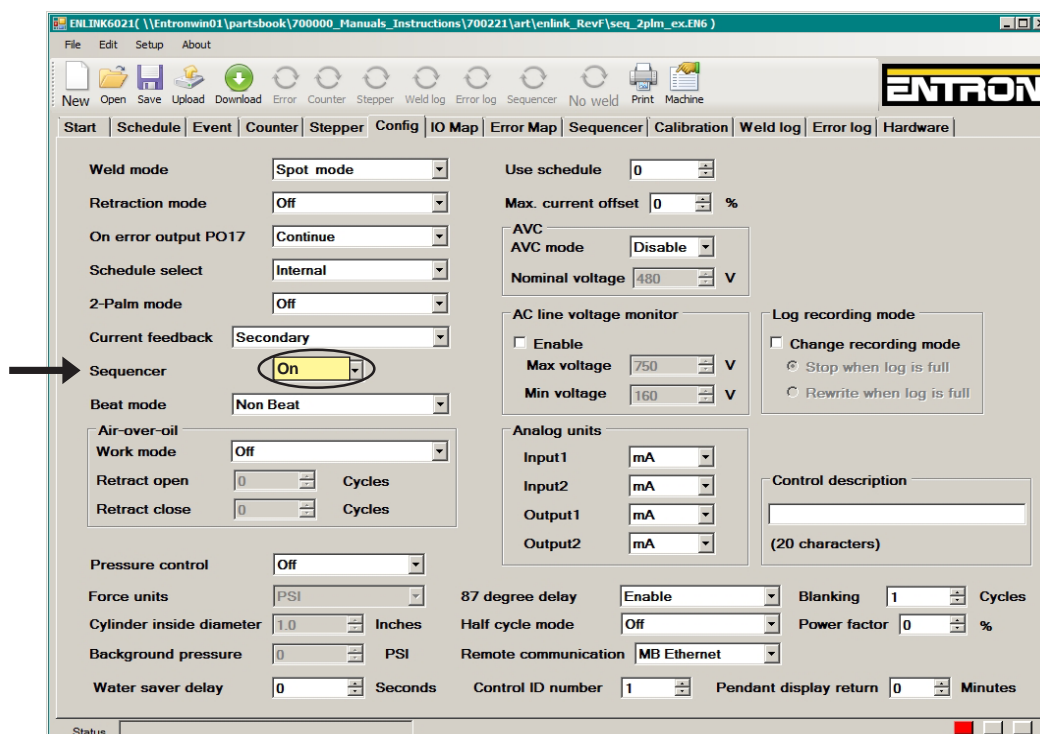 ENLINK6021( \\Entronwin01\partsbook\700000_Manuals_Instructions\700221\art\enlink_RevF\seq_2plm_ex.EN6 )
File Edit Setup About
New Open Save Upload Download Error Counter Stepper Weld log Error log Sequencer No weld Print Machine
ENTRON
Start Schedule Event Counter Stepper Config IO Map Error Map Sequencer Calibration Weld log Error log Hardware
Weld mode Spot mode
Retraction mode Off
On error output PO17 Continue
Schedule select Internal
2-Palm mode Off
Current feedback Secondary
Sequencer On
Beat mode Non Beat
Air-over-oil
Work mode Off
Retract open 0 Cycles
Retract close 0 Cycles
Pressure control Off
Force units PSI
Cylinder inside diameter 1.0 Inches
Background pressure 0 PSI
Water saver delay 0 Seconds
Use schedule 0
Max. current offset 0 %
AVC
AVC mode Disable
Nominal voltage 480 V
AC line voltage monitor
Enable
Max voltage 750 V
Min voltage 160 V
Log recording mode
Change recording mode
Stop when log is full
Rewrite when log is full
Analog units
Input1 mA
Input2 mA
Output1 mA
Output2 mA
Control description
(20 characters)
87 degree delay Enable
Half cycle mode Off
Remote communication MB Ethernet
Control ID number 1
Blanking 1 Cycles
Power factor 0 %
Pendant display return 0 Minutes
Status